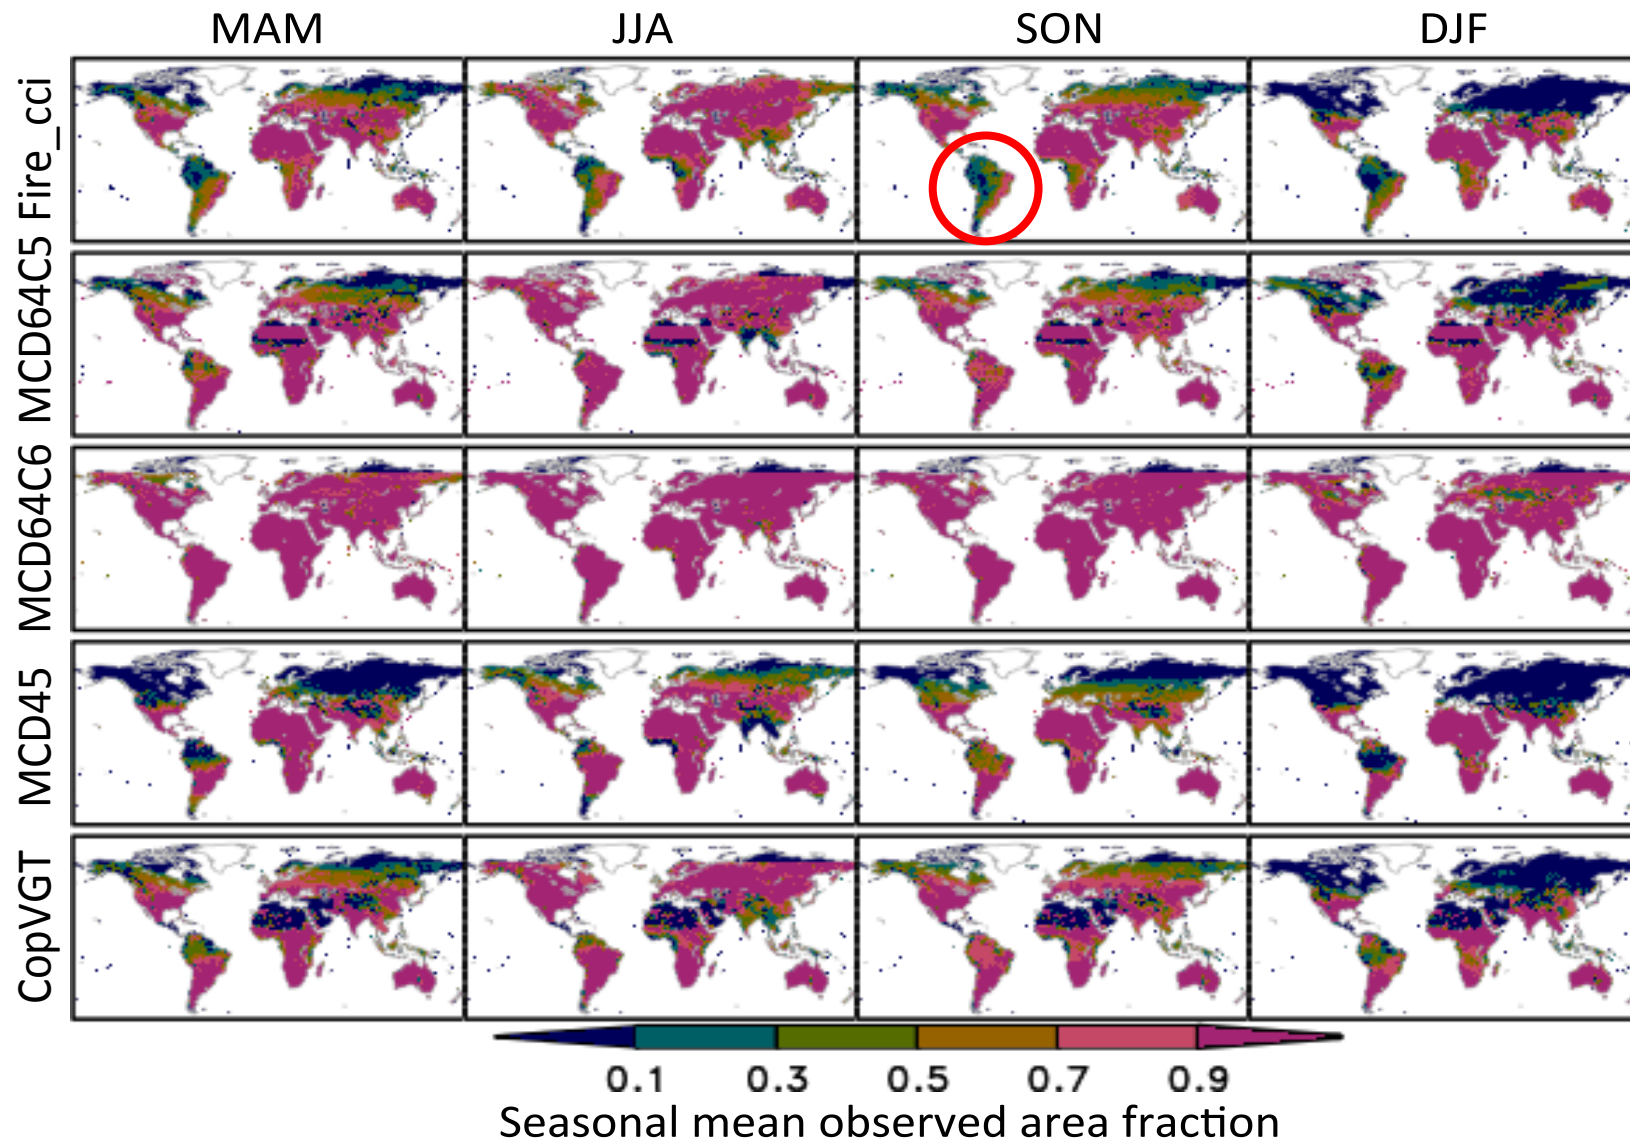 MAM JJA SON DJF
Fire_cci
MCD64C5
MCD64C6
MCD45
CopVGT
0.1 0.3 0.5 0.7 0.9
Seasonal mean observed area fraction